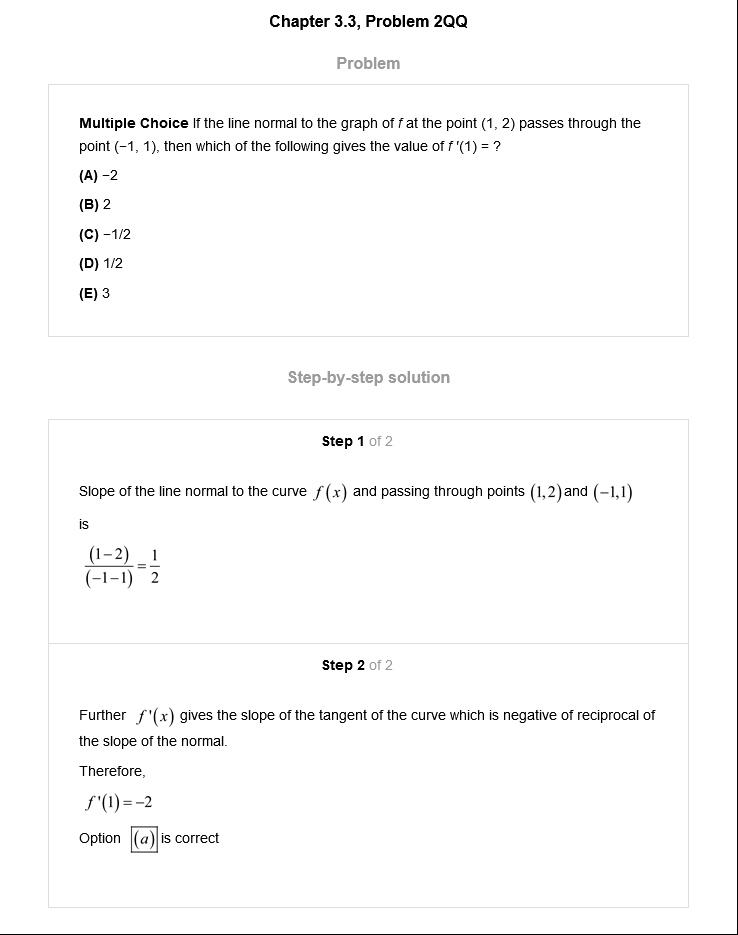 Chapter 3.3, Problem 2QQ
Problem
Multiple Choice If the line normal to the graph of f at the point (1, 2) passes through the
point (−1, 1), then which of the following gives the value of f ′(1) = ?
(A) −2
(B) 2
(C) −1/2
(D) 1/2
(E) 3
Step-by-step solution
Step 1 of 2
Slope of the line normal to the curve f(x) and passing through points (1,2) and (−1,1)
is
(1−2)/(−1−1) = 1/2
Step 2 of 2
Further f'(x) gives the slope of the tangent of the curve which is negative of reciprocal of
the slope of the normal.
Therefore,
f'(1) = −2
Option (a) is correct